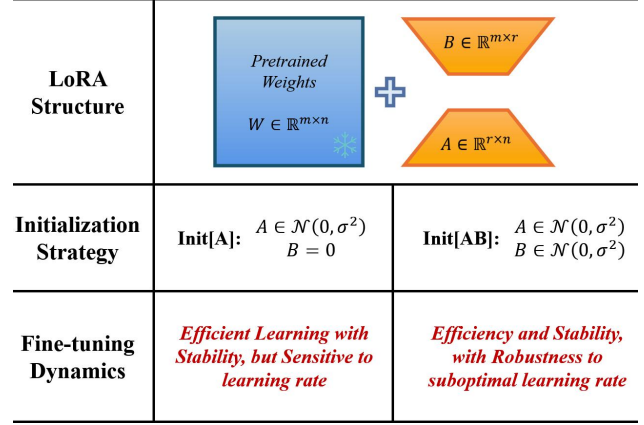 LoRA
Structure
Pretrained
Weights
W ∈ ℝ^{m×n}
B ∈ ℝ^{m×r}
A ∈ ℝ^{r×n}
Initialization
Strategy
Init[A]:
A ∈ 𝒩(0, σ²)
B = 0
Init[AB]:
A ∈ 𝒩(0, σ²)
B ∈ 𝒩(0, σ²)
Fine-tuning
Dynamics
Efficient Learning with
Stability, but Sensitive to
learning rate
Efficiency and Stability,
with Robustness to
suboptimal learning rate